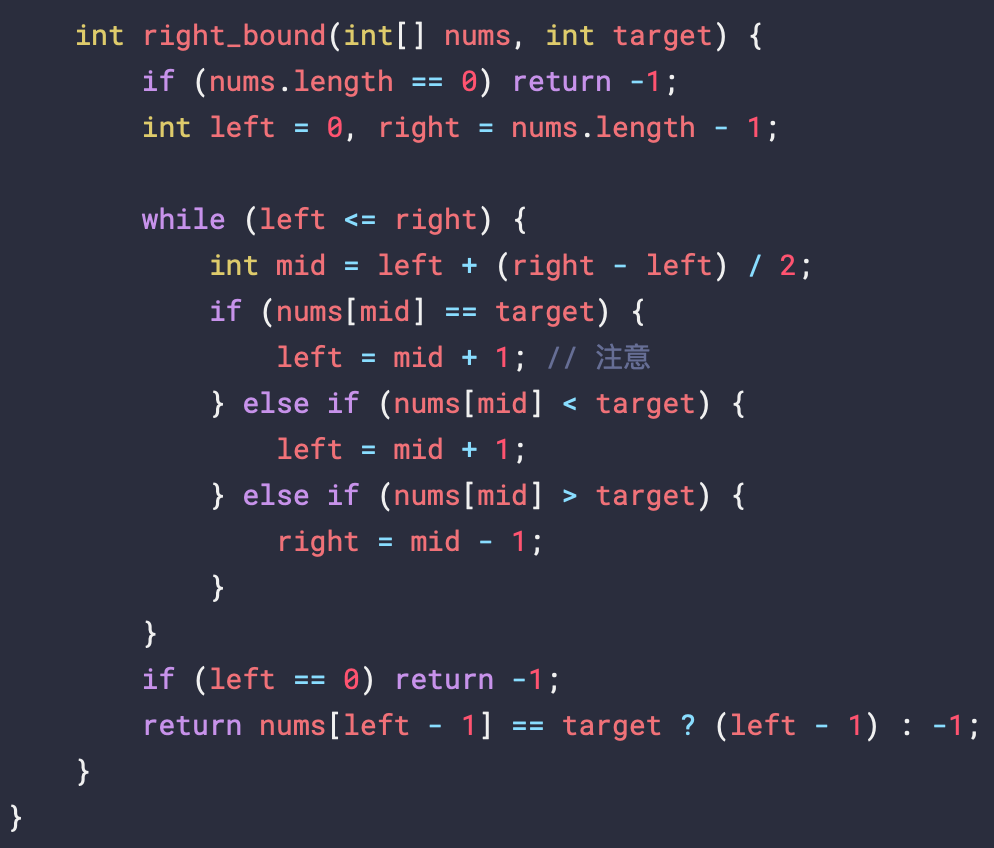 int right_bound(int[] nums, int target) {
if (nums.length == 0) return -1;
int left = 0, right = nums.length - 1;
while (left <= right) {
int mid = left + (right - left) / 2;
if (nums[mid] == target) {
left = mid + 1; // 注意
} else if (nums[mid] < target) {
left = mid + 1;
} else if (nums[mid] > target) {
right = mid - 1;
}
}
if (left == 0) return -1;
return nums[left - 1] == target ? (left - 1) : -1;
}
}